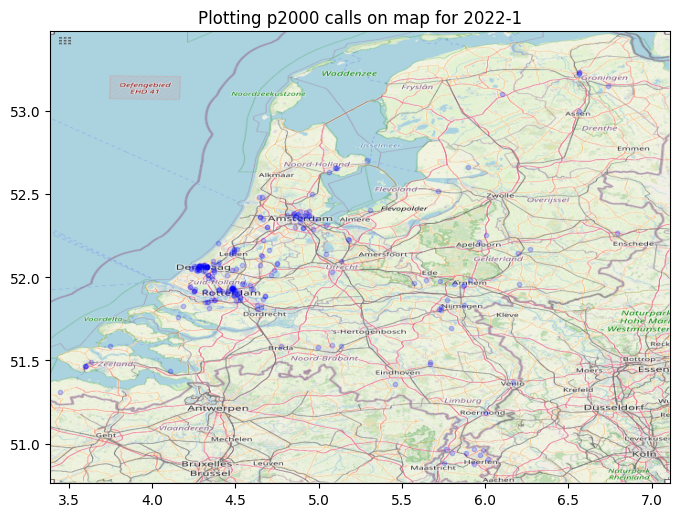 Plotting p2000 calls on map for 2022-1
53.0
52.5
52.0
51.5
51.0
3.5 4.0 4.5 5.0 5.5 6.0 6.5 7.0
Oefengebied
EHD 41
Waddenzee
Noordzeekustzone
Fryslân
Groningen
Assen
Drenthe
Emmen
IJsselmeer
Noord-Holland
Alkmaar
Flevoland
Zwolle
Flevopolder
Overijssel
Amsterdam
Almere
Enschede
Apeldoorn
Leiden
Amersfoort
Gelderland
Den Haag
Utrecht
Ede
Zuid-Holland
Arnhem
Rotterdam
Nijmegen
Voordelta
Dordrecht
Kleve
Naturpark
Hohe Mark
Westmünster
's-Hertogenbosch
Breda
Noord-Brabant
Zeeland
Eindhoven
Moers
Bottrop
Essen
Venlo
Krefeld
Limburg
Roermond
Düsseldorf
Antwerpen
Gent
Vlaanderen
Mechelen
Leverkusen
Köln
Bruxelles
Brussel
Leuven
Maastricht
Heerlen
Aachen
Naturpark
Rheinland